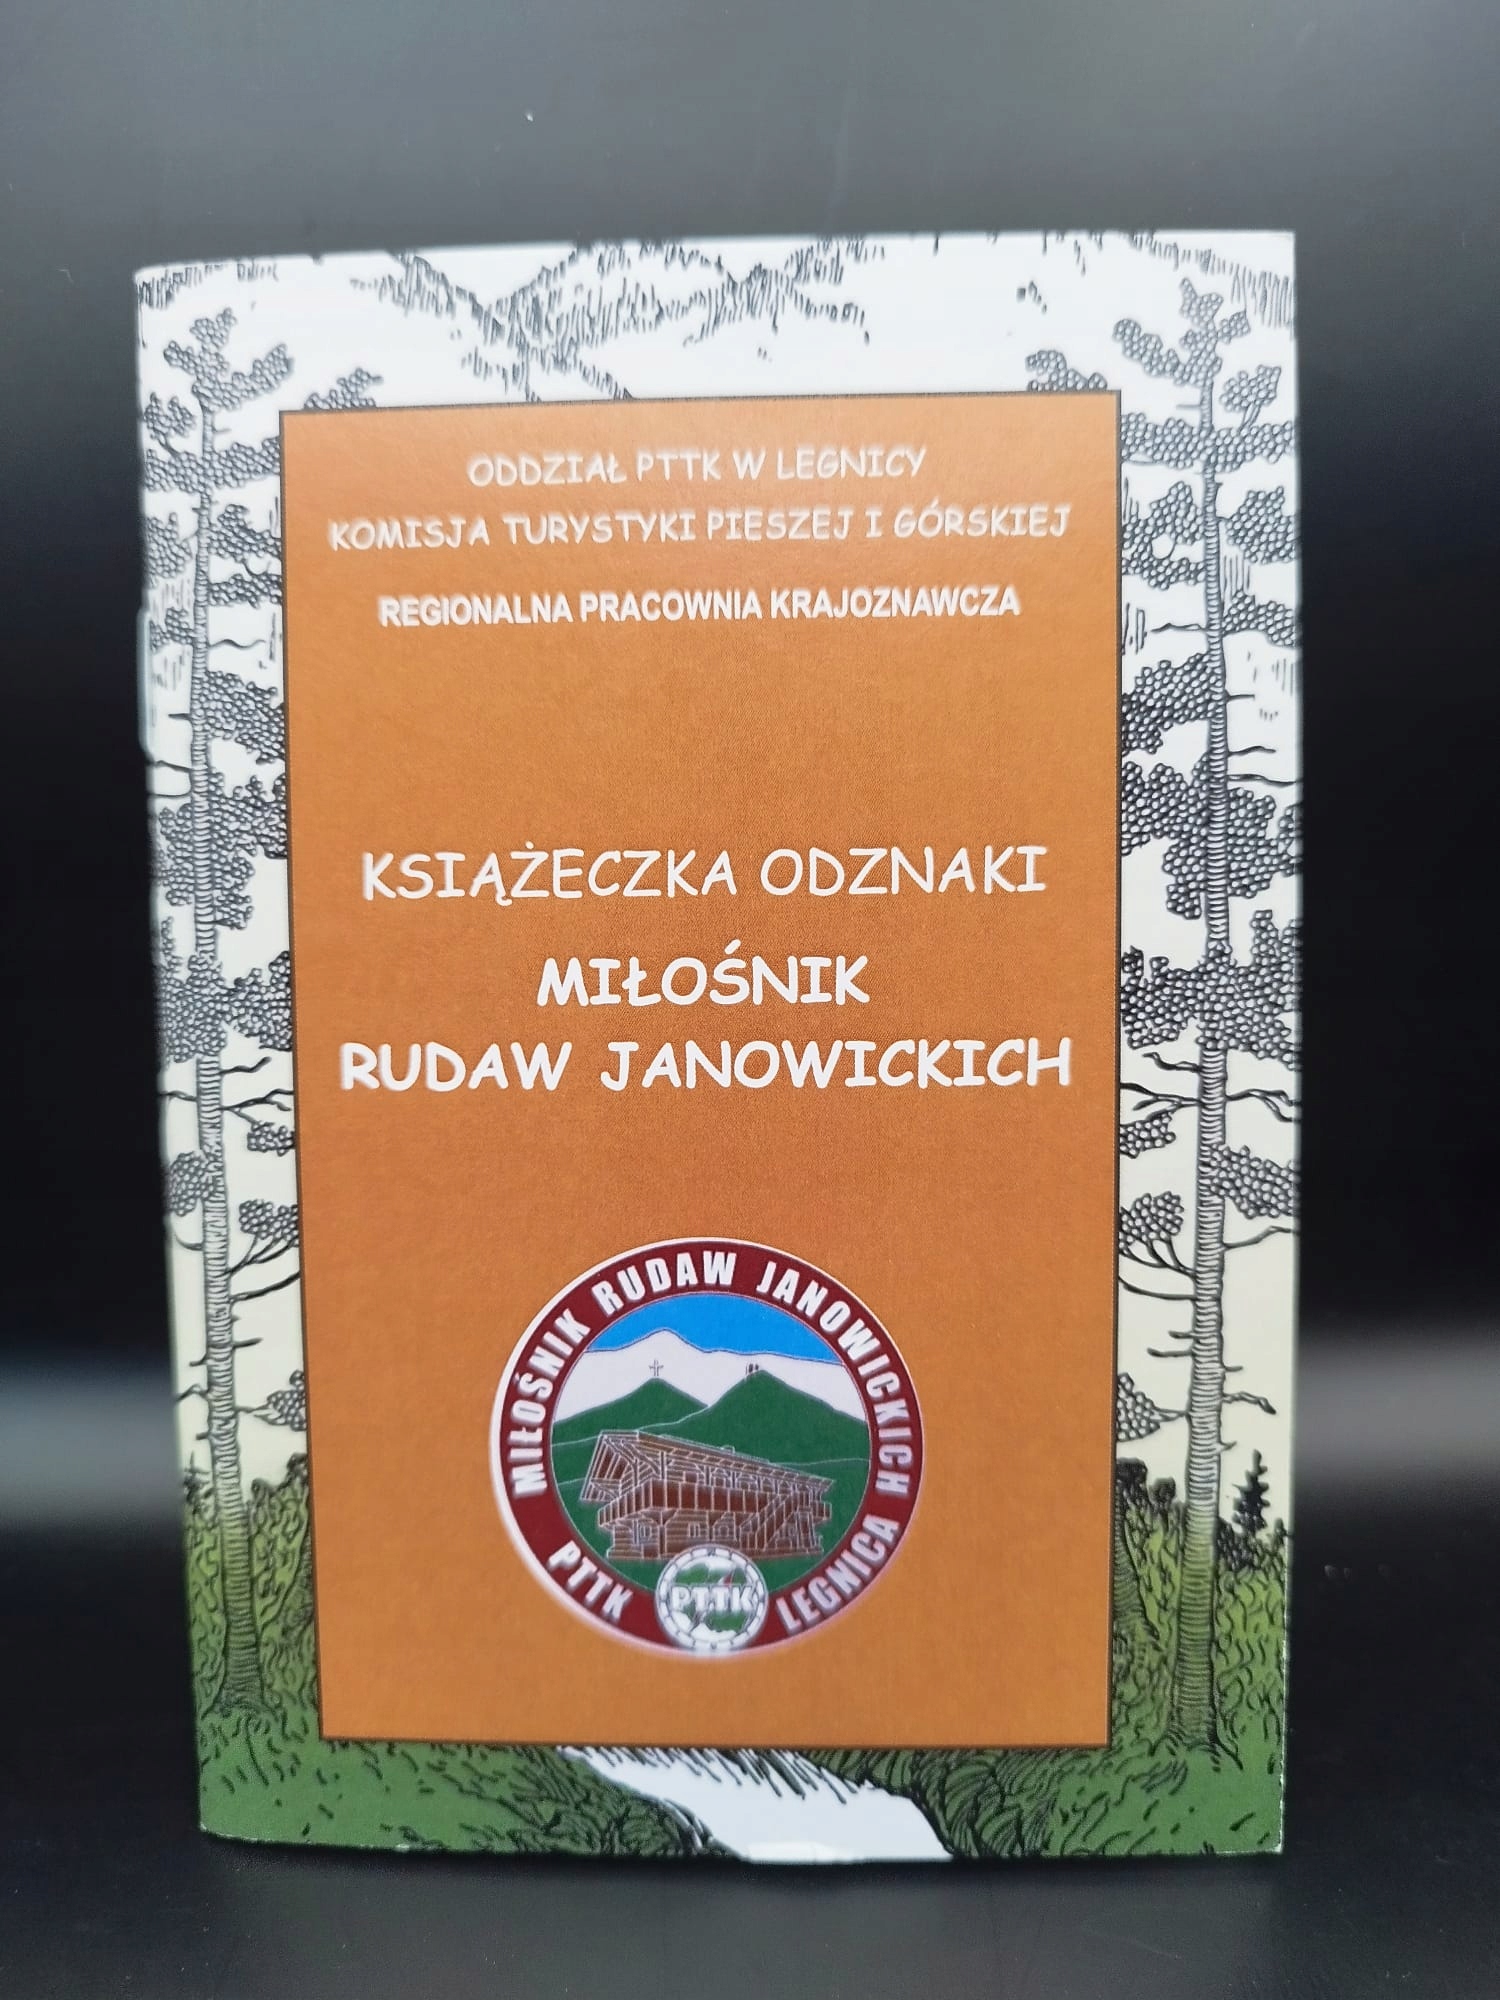 ODDZIAŁ PTTK W LEGNICY
KOMISJA TURYSTYKI PIESZEJ I GÓRSKIEJ
REGIONALNA PRACOWNIA KRAJOZNAWCZA
KSIĄŻECZKA ODZNAKI
MIŁOŚNIK
RUDAW JANOWICKICH
MIŁOŚNIK RUDAW JANOWICKICH
PTTK LEGNICA
PTTK